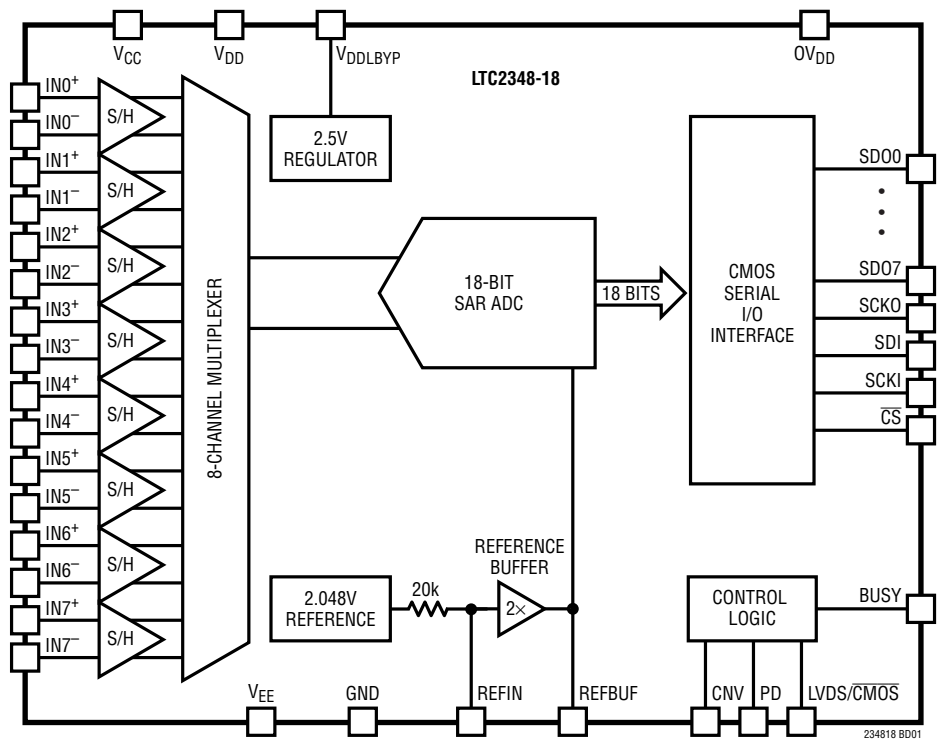 VCC
VDD
VDDLBYP
OVDD
LTC2348-18
IN0+
IN0–
IN1+
IN1–
IN2+
IN2–
IN3+
IN3–
IN4+
IN4–
IN5+
IN5–
IN6+
IN6–
IN7+
IN7–
S/H
S/H
S/H
S/H
S/H
S/H
S/H
S/H
8-CHANNEL MULTIPLEXER
2.5V
REGULATOR
18-BIT
SAR ADC
18 BITS
CMOS
SERIAL
I/O
INTERFACE
SDO0
SDO7
SCKO
SDI
SCKI
CS
2.048V
REFERENCE
20k
REFERENCE
BUFFER
2×
CONTROL
LOGIC
BUSY
VEE
GND
REFIN
REFBUF
CNV
PD
LVDS/CMOS
234818 BD01